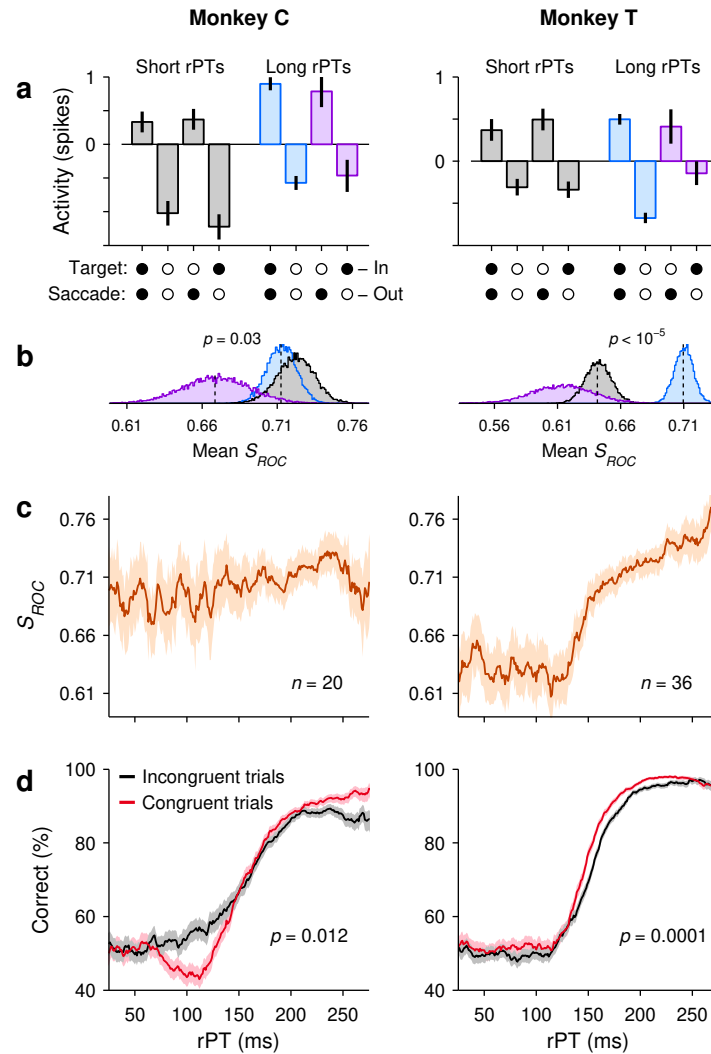 Monkey C
Monkey T
a
Short rPTs
Long rPTs
Short rPTs
Long rPTs
1
0
Activity (spikes)
1
0
Target:
– In
Saccade:
– Out
b
p = 0.03
p < 10-5
0.61
0.66
0.71
0.76
0.56
0.61
0.66
0.71
Mean SROC
Mean SROC
c
0.76
0.71
0.66
0.61
SROC
n = 20
0.76
0.71
0.66
0.61
n = 36
d
100
80
60
40
Correct (%)
Incongruent trials
Congruent trials
p = 0.012
100
80
60
40
p = 0.0001
50
100
150
200
250
50
100
150
200
250
rPT (ms)
rPT (ms)